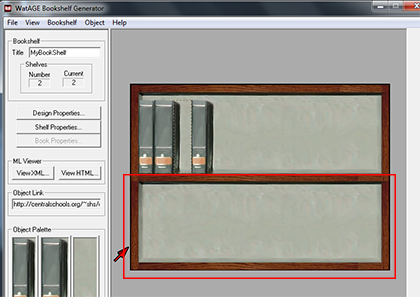 WatAGE Bookshelf Generator
File View Bookshelf Object Help
Bookshelf
Title MyBookShelf
Shelves
Number Current
2 2
Design Properties...
Shelf Properties...
Book Properties...
ML Viewer
View XML... View HTML...
Object Link
http://centralschools.org/~shs/
Object Palette